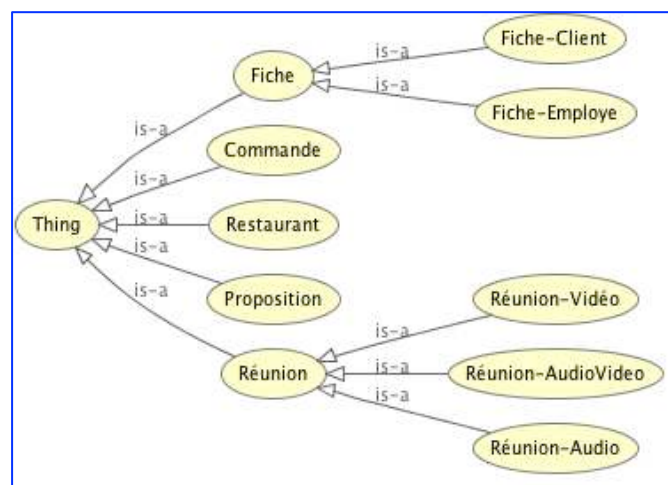 Fiche-Client
is-a
Fiche
is-a
Fiche-Employe
is-a
Commande
is-a
Thing
is-a
Restaurant
is-a
Proposition
is-a
Réunion-Vidéo
is-a
Réunion
is-a
Réunion-AudioVideo
is-a
Réunion-Audio